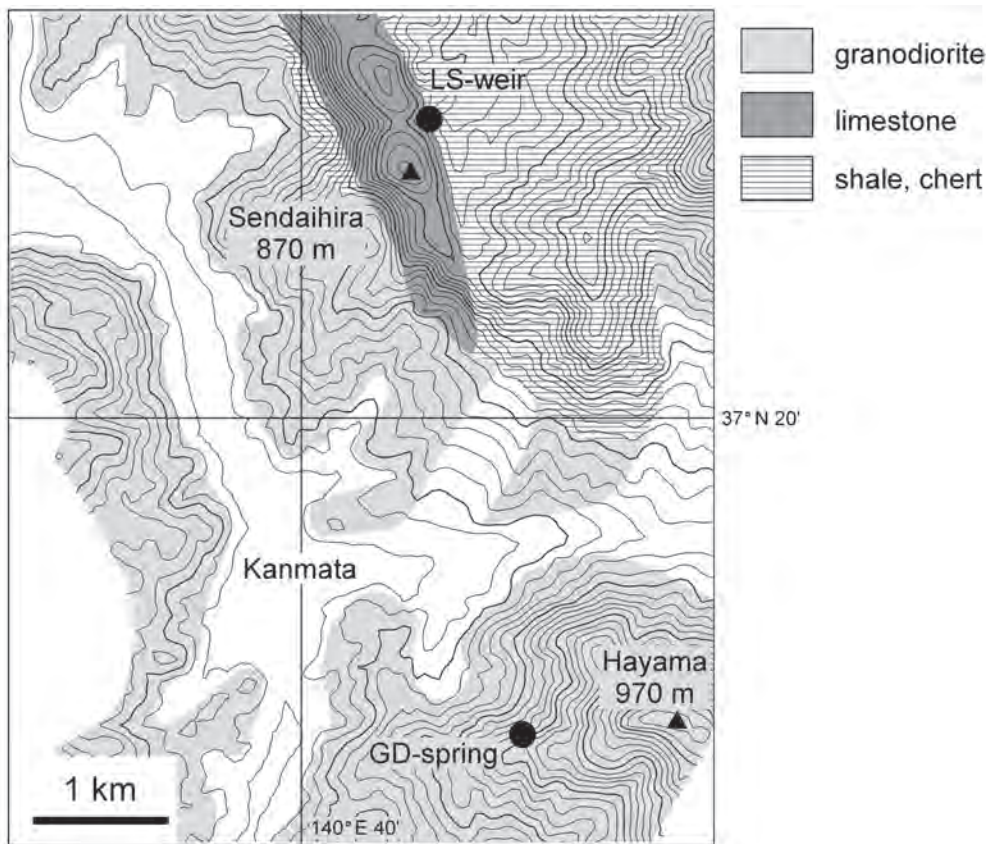 LS-weir
granodiorite
limestone
shale, chert
Sendaihira
870 m
37° N 20'
Kanmata
Hayama
970 m
GD-spring
1 km
140° E 40'